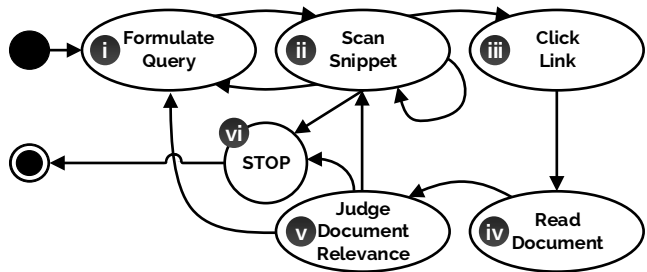 i Formulate
Query
ii Scan
Snippet
iii Click
Link
vi
STOP
v Judge
Document
Relevance
iv Read
Document